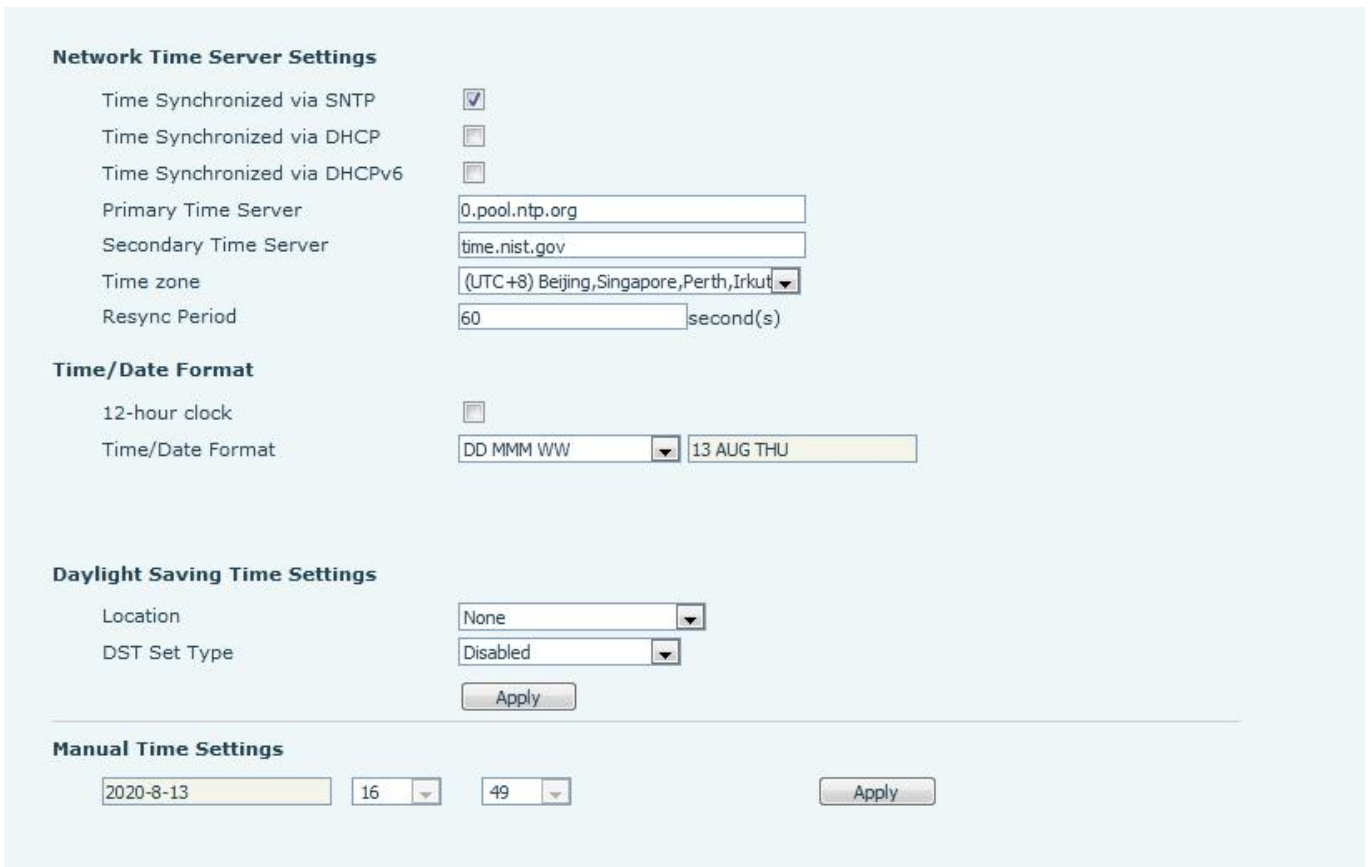 Network Time Server Settings
Time Synchronized via SNTP
Time Synchronized via DHCP
Time Synchronized via DHCPv6
Primary Time Server 0.pool.ntp.org
Secondary Time Server time.nist.gov
Time zone (UTC+8) Beijing,Singapore,Perth,Irkut
Resync Period 60 second(s)
Time/Date Format
12-hour clock
Time/Date Format DD MMM WW 13 AUG THU
Daylight Saving Time Settings
Location None
DST Set Type Disabled
Apply
Manual Time Settings
2020-8-13 16 49 Apply